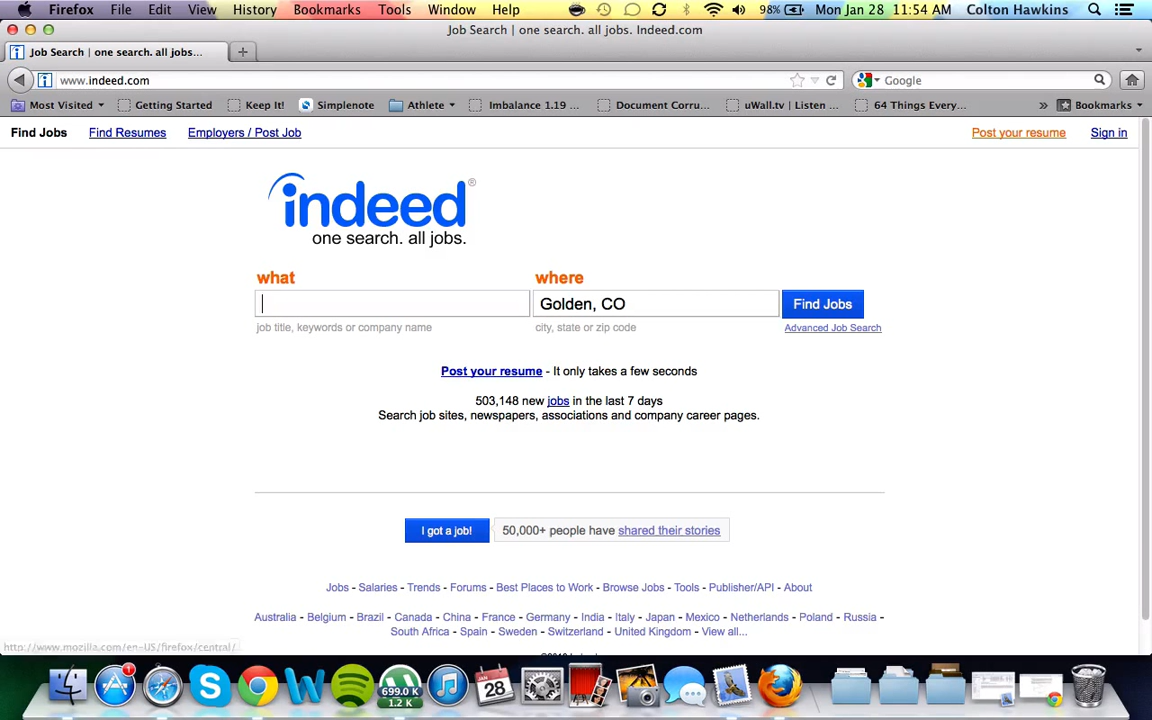 Firefox File Edit View History Bookmarks Tools Window Help 98% Mon Jan 28 11:54 AM Colton Hawkins
Job Search | one search. all jobs. Indeed.com
Job Search | one search. all jobs...
www.indeed.com Google
Most Visited Getting Started Keep It! Simplenote Athlete Imbalance 1.19 ... Document Corru... uWall.tv | Listen ... 64 Things Every... » Bookmarks
Find Jobs Find Resumes Employers / Post Job Post your resume Sign in
indeed®
one search. all jobs.
what where
Golden, CO Find Jobs
job title, keywords or company name city, state or zip code Advanced Job Search
Post your resume - It only takes a few seconds
503,148 new jobs in the last 7 days
Search job sites, newspapers, associations and company career pages.
I got a job! 50,000+ people have shared their stories
Jobs - Salaries - Trends - Forums - Best Places to Work - Browse Jobs - Tools - Publisher/API - About
Australia - Belgium - Brazil - Canada - China - France - Germany - India - Italy - Japan - Mexico - Netherlands - Poland - Russia -
South Africa - Spain - Sweden - Switzerland - United Kingdom - View all...
http://www.mozilla.com/en-US/firefox/central/
1
699.0 K
1.2 K
JAN
28